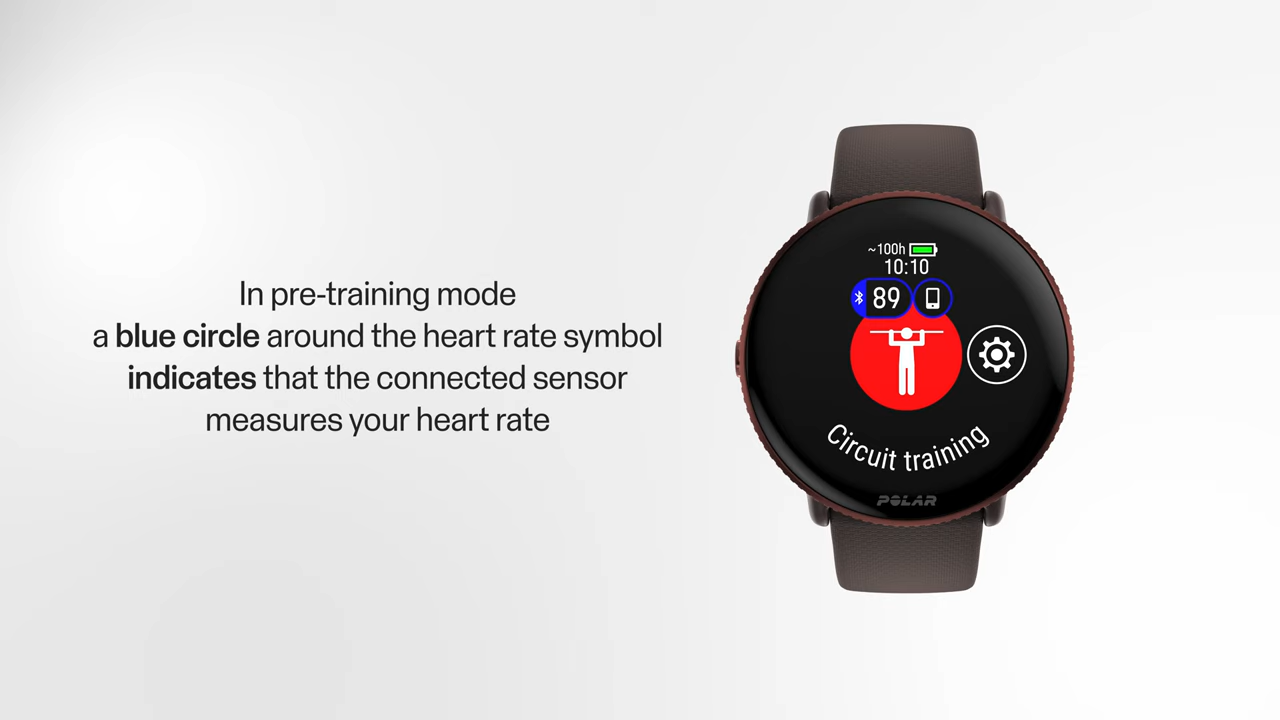 In pre-training mode
a blue circle around the heart rate symbol
indicates that the connected sensor
measures your heart rate
~100h
10:10
89
Circuit training
POLAR